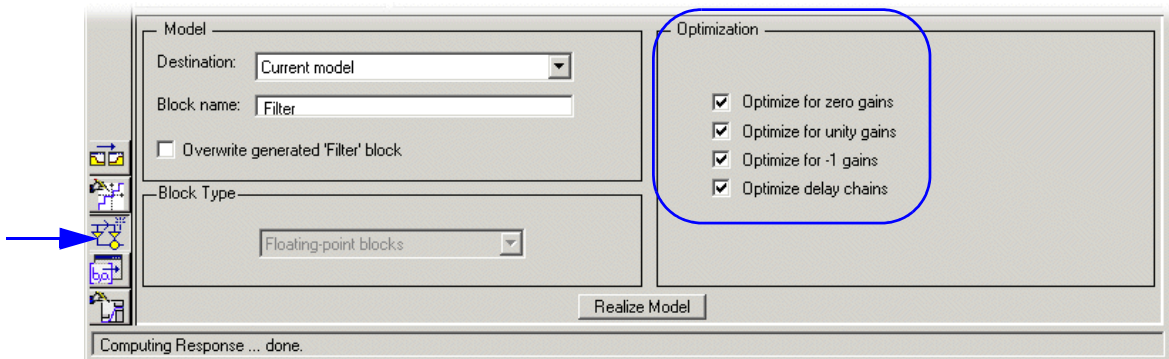 Model
Destination: Current model
Block name: Filter
Overwrite generated 'Filter' block
Block Type
Floating-point blocks
Optimization
Optimize for zero gains
Optimize for unity gains
Optimize for -1 gains
Optimize delay chains
[b,a]
Realize Model
Computing Response ... done.